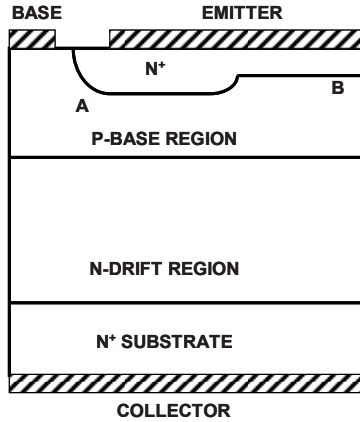 BASE EMITTER
N⁺
A
B
P-BASE REGION
N-DRIFT REGION
N⁺ SUBSTRATE
COLLECTOR